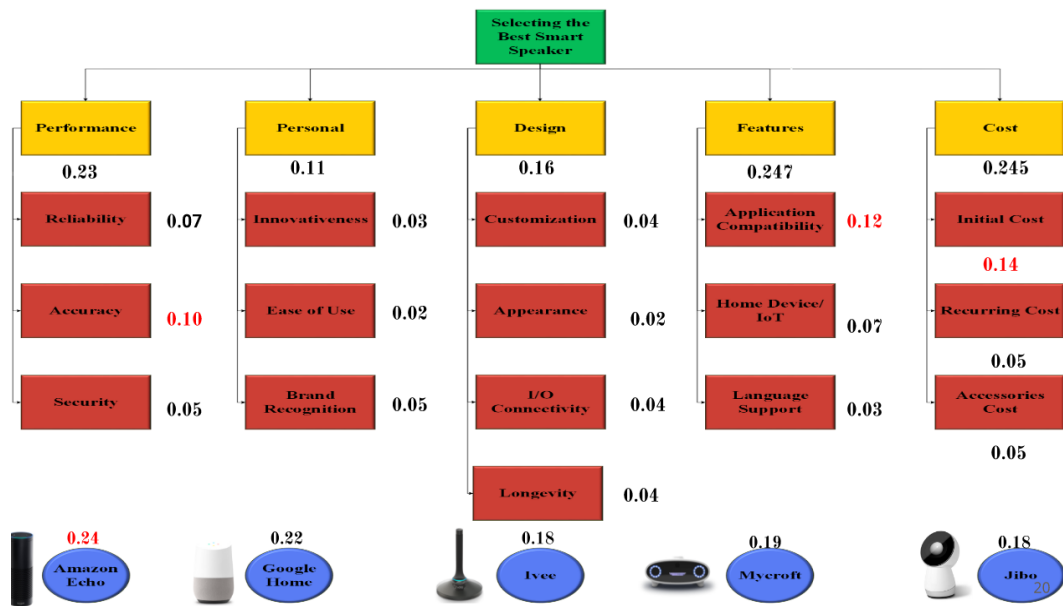 Selecting the
Best Smart
Speaker
Performance
Personal
Design
Features
Cost
0.23
0.11
0.16
0.247
0.245
Reliability
0.07
Innovativeness
0.03
Customization
0.04
Application
Compatibility
0.12
Initial Cost
0.14
Accuracy
0.10
Ease of Use
0.02
Appearance
0.02
Home Device/
IoT
0.07
Recurring Cost
0.05
Security
0.05
Brand
Recognition
0.05
I/O
Connectivity
0.04
Language
Support
0.03
Accessories
Cost
0.05
Longevity
0.04
0.24
Amazon
Echo
0.22
Google
Home
0.18
Ivee
0.19
Mycroft
0.18
Jibo
20